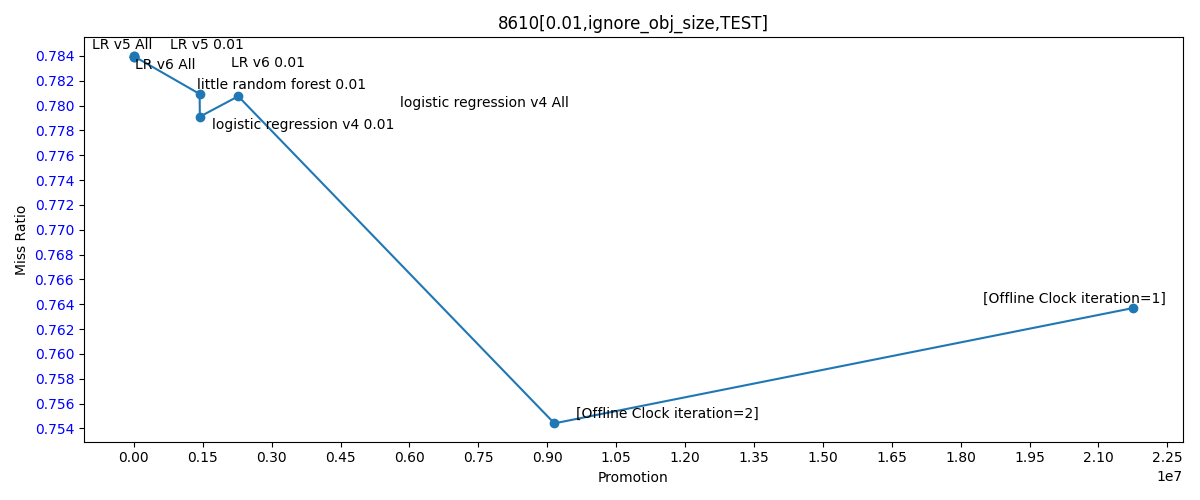 8610[0.01,ignore_obj_size,TEST]
LR v5 All
LR v5 0.01
LR v6 All
LR v6 0.01
little random forest 0.01
logistic regression v4 All
logistic regression v4 0.01
[Offline Clock iteration=1]
[Offline Clock iteration=2]
Miss Ratio
0.784
0.782
0.780
0.778
0.776
0.774
0.772
0.770
0.768
0.766
0.764
0.762
0.760
0.758
0.756
0.754
0.00 0.15 0.30 0.45 0.60 0.75 0.90 1.05 1.20 1.35 1.50 1.65 1.80 1.95 2.10 2.25
1e7
Promotion